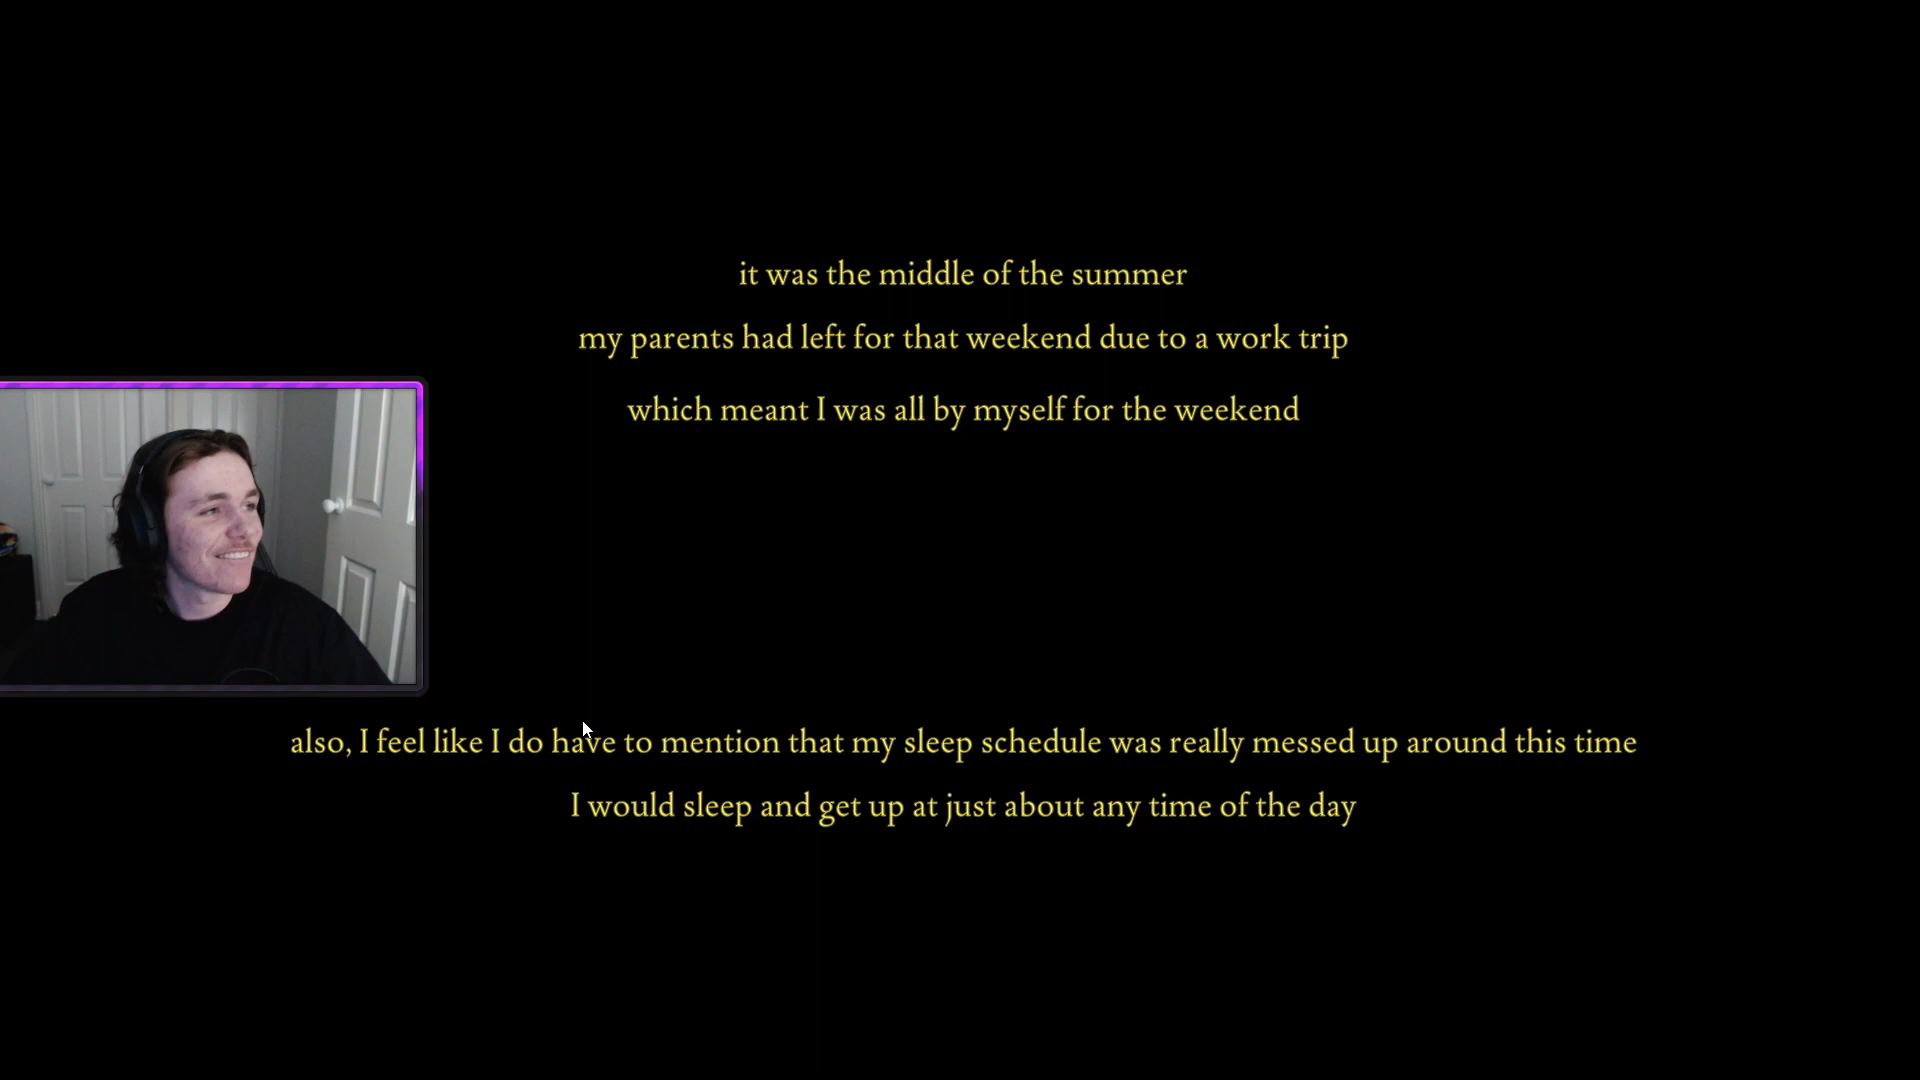 it was the middle of the summer
my parents had left for that weekend due to a work trip
which meant I was all by myself for the weekend
also, I feel like I do have to mention that my sleep schedule was really messed up around this time
I would sleep and get up at just about any time of the day